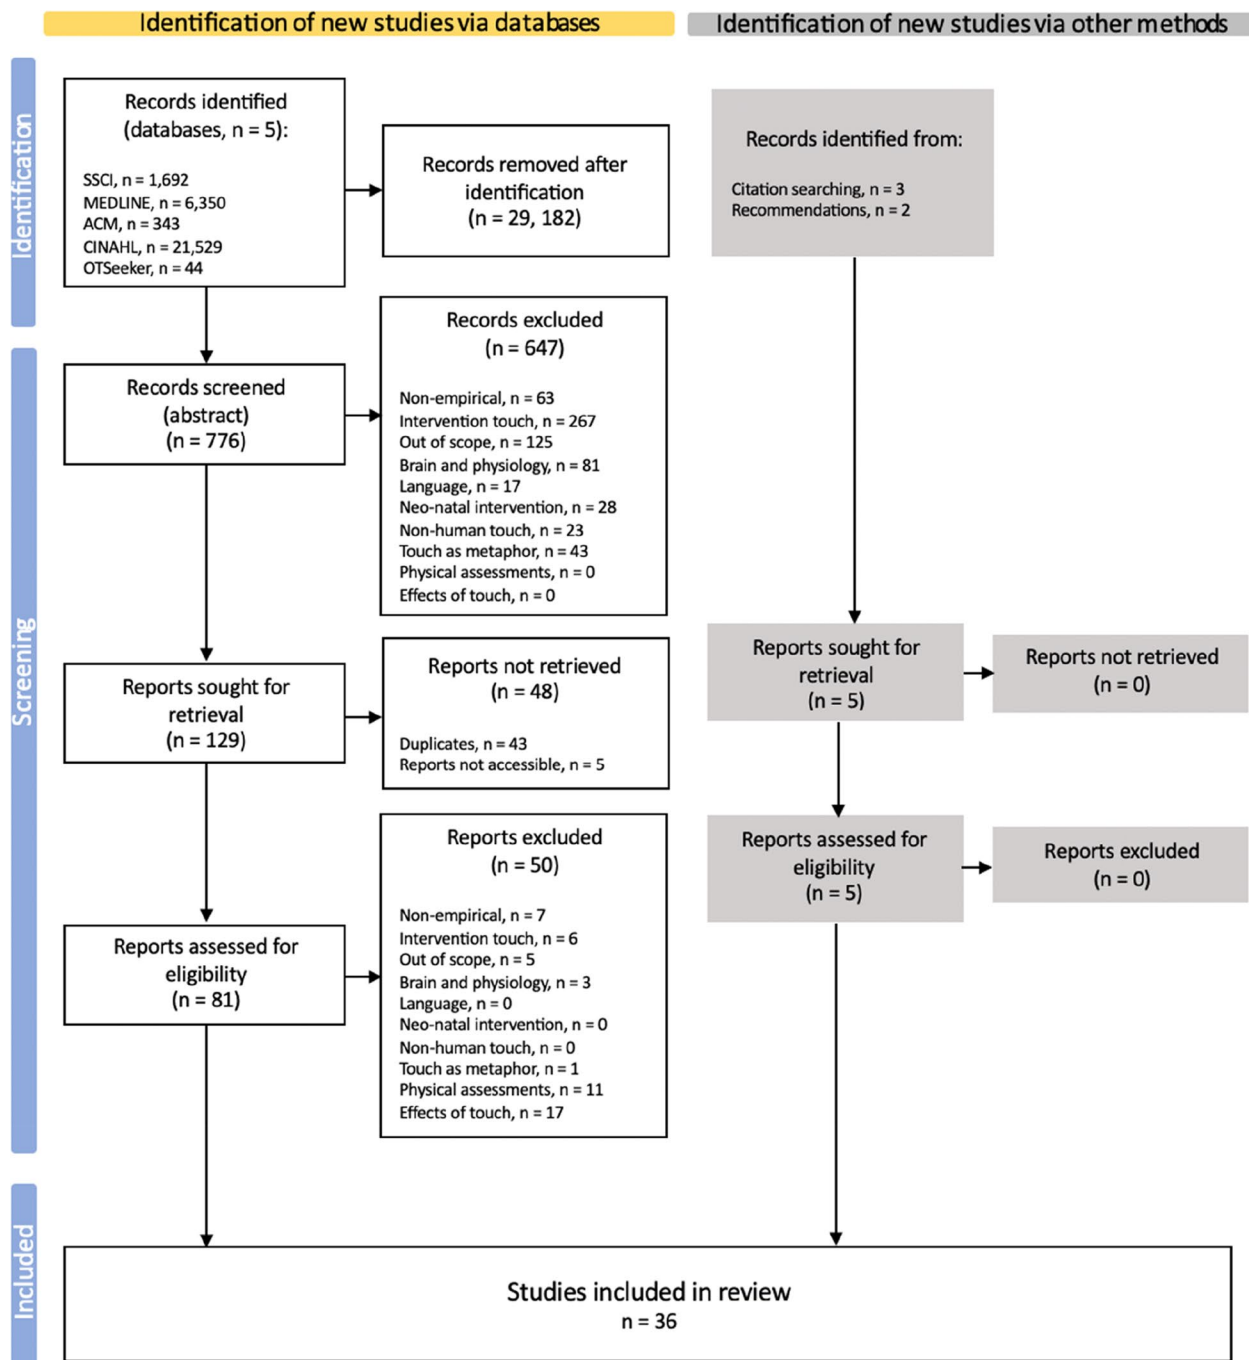 Identification of new studies via databases
Identification of new studies via other methods
Identification
Records identified
(databases, n = 5):
SSCI, n = 1,692
MEDLINE, n = 6,350
ACM, n = 343
CINAHL, n = 21,529
OTSeeker, n = 44
Records removed after
identification
(n = 29, 182)
Records identified from:
Citation searching, n = 3
Recommendations, n = 2
Screening
Records screened
(abstract)
(n = 776)
Records excluded
(n = 647)
Non-empirical, n = 63
Intervention touch, n = 267
Out of scope, n = 125
Brain and physiology, n = 81
Language, n = 17
Neo-natal intervention, n = 28
Non-human touch, n = 23
Touch as metaphor, n = 43
Physical assessments, n = 0
Effects of touch, n = 0
Reports sought for
retrieval
(n = 129)
Reports not retrieved
(n = 48)
Duplicates, n = 43
Reports not accessible, n = 5
Reports sought for
retrieval
(n = 5)
Reports not retrieved
(n = 0)
Reports assessed for
eligibility
(n = 81)
Reports excluded
(n = 50)
Non-empirical, n = 7
Intervention touch, n = 6
Out of scope, n = 5
Brain and physiology, n = 3
Language, n = 0
Neo-natal intervention, n = 0
Non-human touch, n = 0
Touch as metaphor, n = 1
Physical assessments, n = 11
Effects of touch, n = 17
Reports assessed for
eligibility
(n = 5)
Reports excluded
(n = 0)
Included
Studies included in review
n = 36